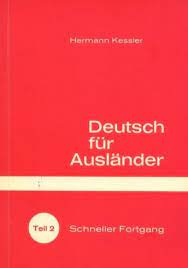 Hermann Kessler
Deutsch
für
Ausländer
Teil 2
Schneller Fortgang